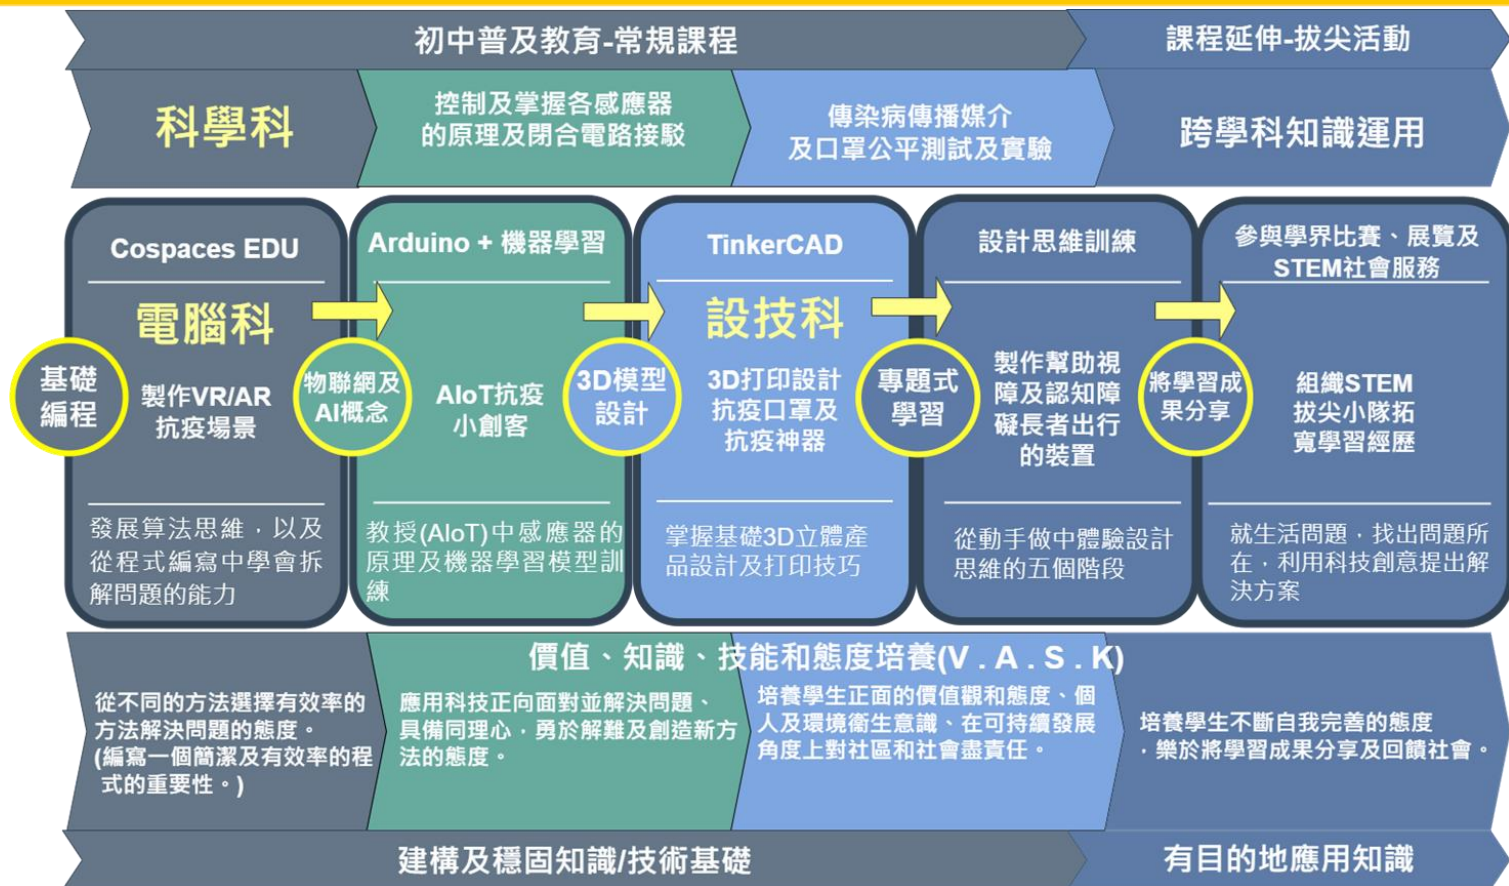 初中普及教育-常規課程
課程延伸-拔尖活動
科學科
控制及掌握各感應器
的原理及閉合電路接駁
傳染病傳播媒介
及口罩公平測試及實驗
跨學科知識運用
Cospaces EDU
電腦科
基礎
編程
製作VR/AR
抗疫場景
發展算法思維，以及
從程式編寫中學會拆
解問題的能力
Arduino + 機器學習
物聯網及
AI概念
AIoT抗疫
小創客
教授(AIoT)中感應器的
原理及機器學習模型訓
練
TinkerCAD
設技科
3D模型
設計
3D打印設計
抗疫口罩及
抗疫神器
掌握基礎3D立體產
品設計及打印技巧
設計思維訓練
專題式
學習
製作幫助視
障及認知障
礙長者出行
的裝置
從動手做中體驗設計
思維的五個階段
參與學界比賽、展覽及
STEM社會服務
將學習成
果分享
組織STEM
拔尖小隊拓
寬學習經歷
就生活問題，找出問題所
在，利用科技創意提出解
決方案
價值、知識、技能和態度培養(V . A . S . K)
從不同的方法選擇有效率的
方法解決問題的態度。
(編寫一個簡潔及有效率的程
式的重要性。)
應用科技正向面對並解決問題、
具備同理心，勇於解難及創造新方
法的態度。
培養學生正面的價值觀和態度、個
人及環境衞生意識、在可持續發展
角度上對社區和社會盡責任。
培養學生不斷自我完善的態度
，樂於將學習成果分享及回饋社會。
建構及穩固知識/技術基礎
有目的地應用知識